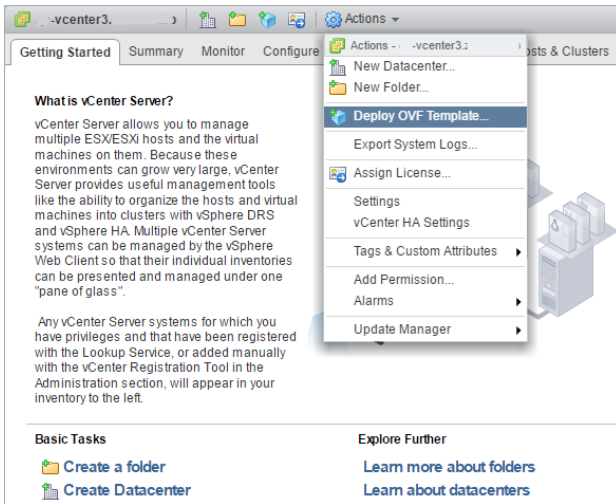 -vcenter3.
Actions
Getting Started Summary Monitor Configure osts & Clusters
Actions - -vcenter3.
New Datacenter...
New Folder...
Deploy OVF Template...
Export System Logs...
Assign License...
Settings
vCenter HA Settings
Tags & Custom Attributes
Add Permission...
Alarms
Update Manager
What is vCenter Server?
vCenter Server allows you to manage
multiple ESX/ESXi hosts and the virtual
machines on them. Because these
environments can grow very large, vCenter
Server provides useful management tools
like the ability to organize the hosts and virtual
machines into clusters with vSphere DRS
and vSphere HA. Multiple vCenter Server
systems can be managed by the vSphere
Web Client so that their individual inventories
can be presented and managed under one
"pane of glass".
Any vCenter Server systems for which you
have privileges and that have been registered
with the Lookup Service, or added manually
with the vCenter Registration Tool in the
Administration section, will appear in your
inventory to the left.
Basic Tasks
Create a folder
Create Datacenter
Explore Further
Learn more about folders
Learn about datacenters